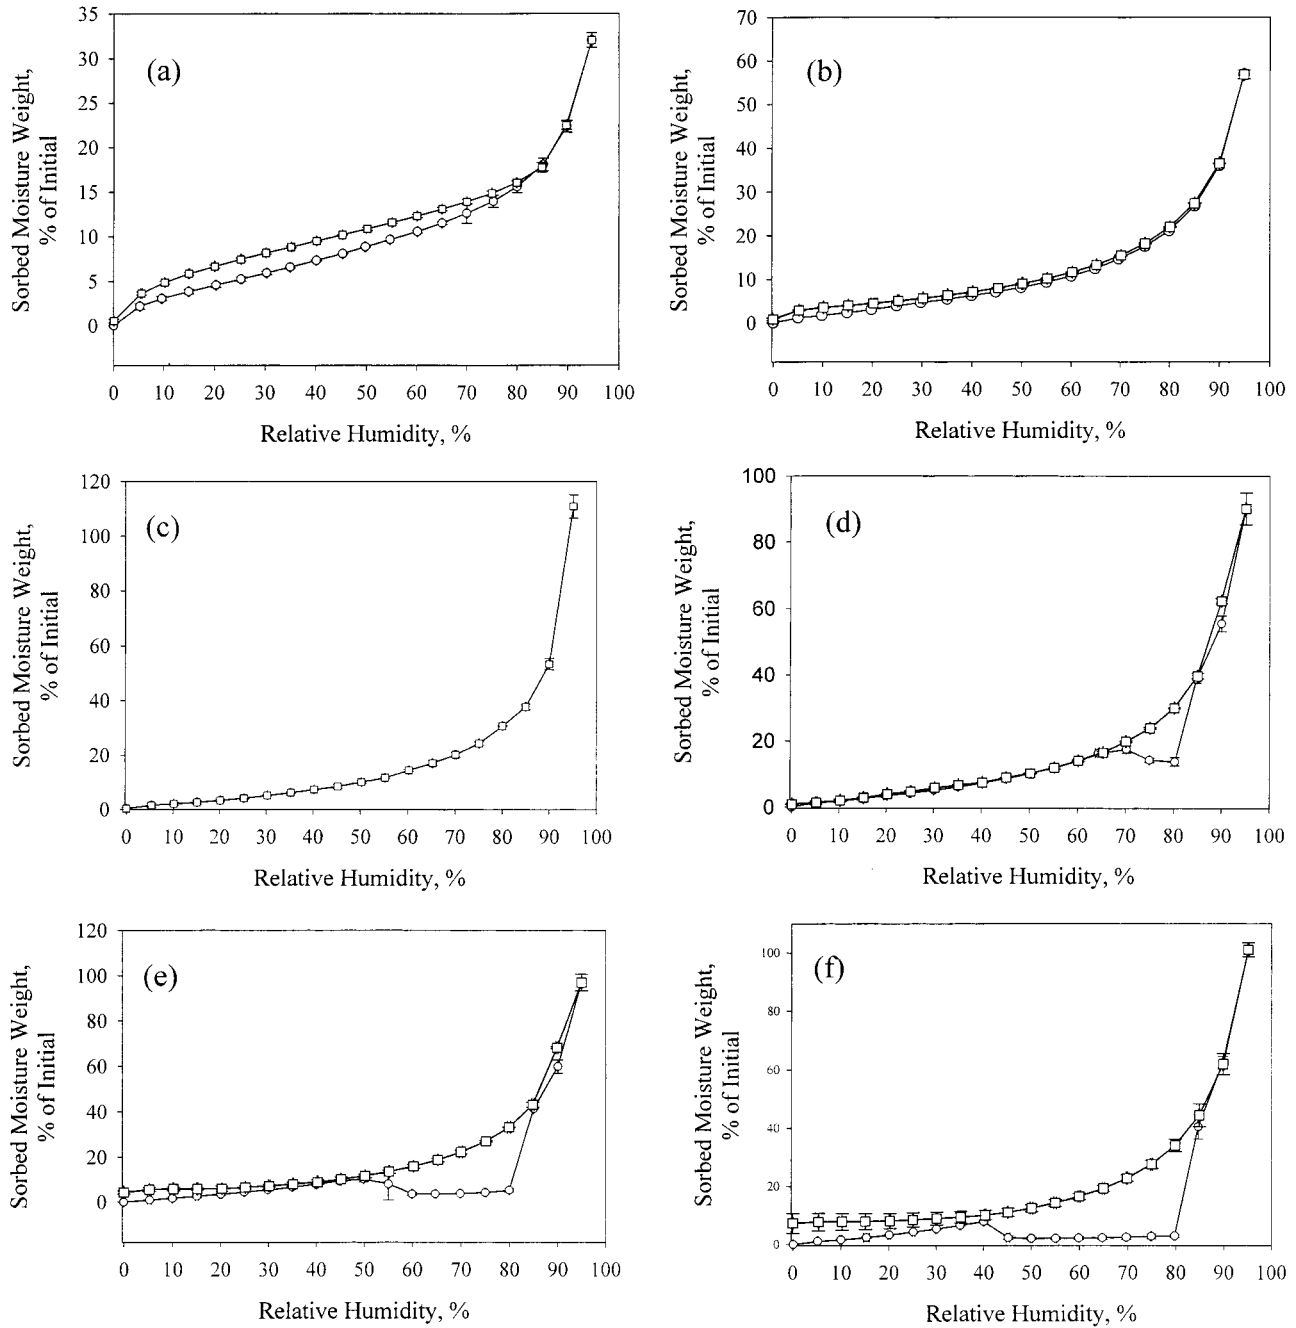 35
30
25
20
15
10
5
0
(a)
Sorbed Moisture Weight,
% of Initial
0 10 20 30 40 50 60 70 80 90 100
Relative Humidity, %
70
60
50
40
30
20
10
0
(b)
Sorbed Moisture Weight,
% of Initial
0 10 20 30 40 50 60 70 80 90 100
Relative Humidity, %
120
100
80
60
40
20
0
(c)
Sorbed Moisture Weight,
% of Initial
0 10 20 30 40 50 60 70 80 90 100
Relative Humidity, %
100
80
60
40
20
0
(d)
Sorbed Moisture Weight,
% of Initial
0 10 20 30 40 50 60 70 80 90 100
Relative Humidity, %
120
100
80
60
40
20
0
(e)
Sorbed Moisture Weight,
% of Initial
0 10 20 30 40 50 60 70 80 90 100
Relative Humidity, %
100
80
60
40
20
0
(f)
Sorbed Moisture Weight,
% of Initial
0 10 20 30 40 50 60 70 80 90 100
Relative Humidity, %